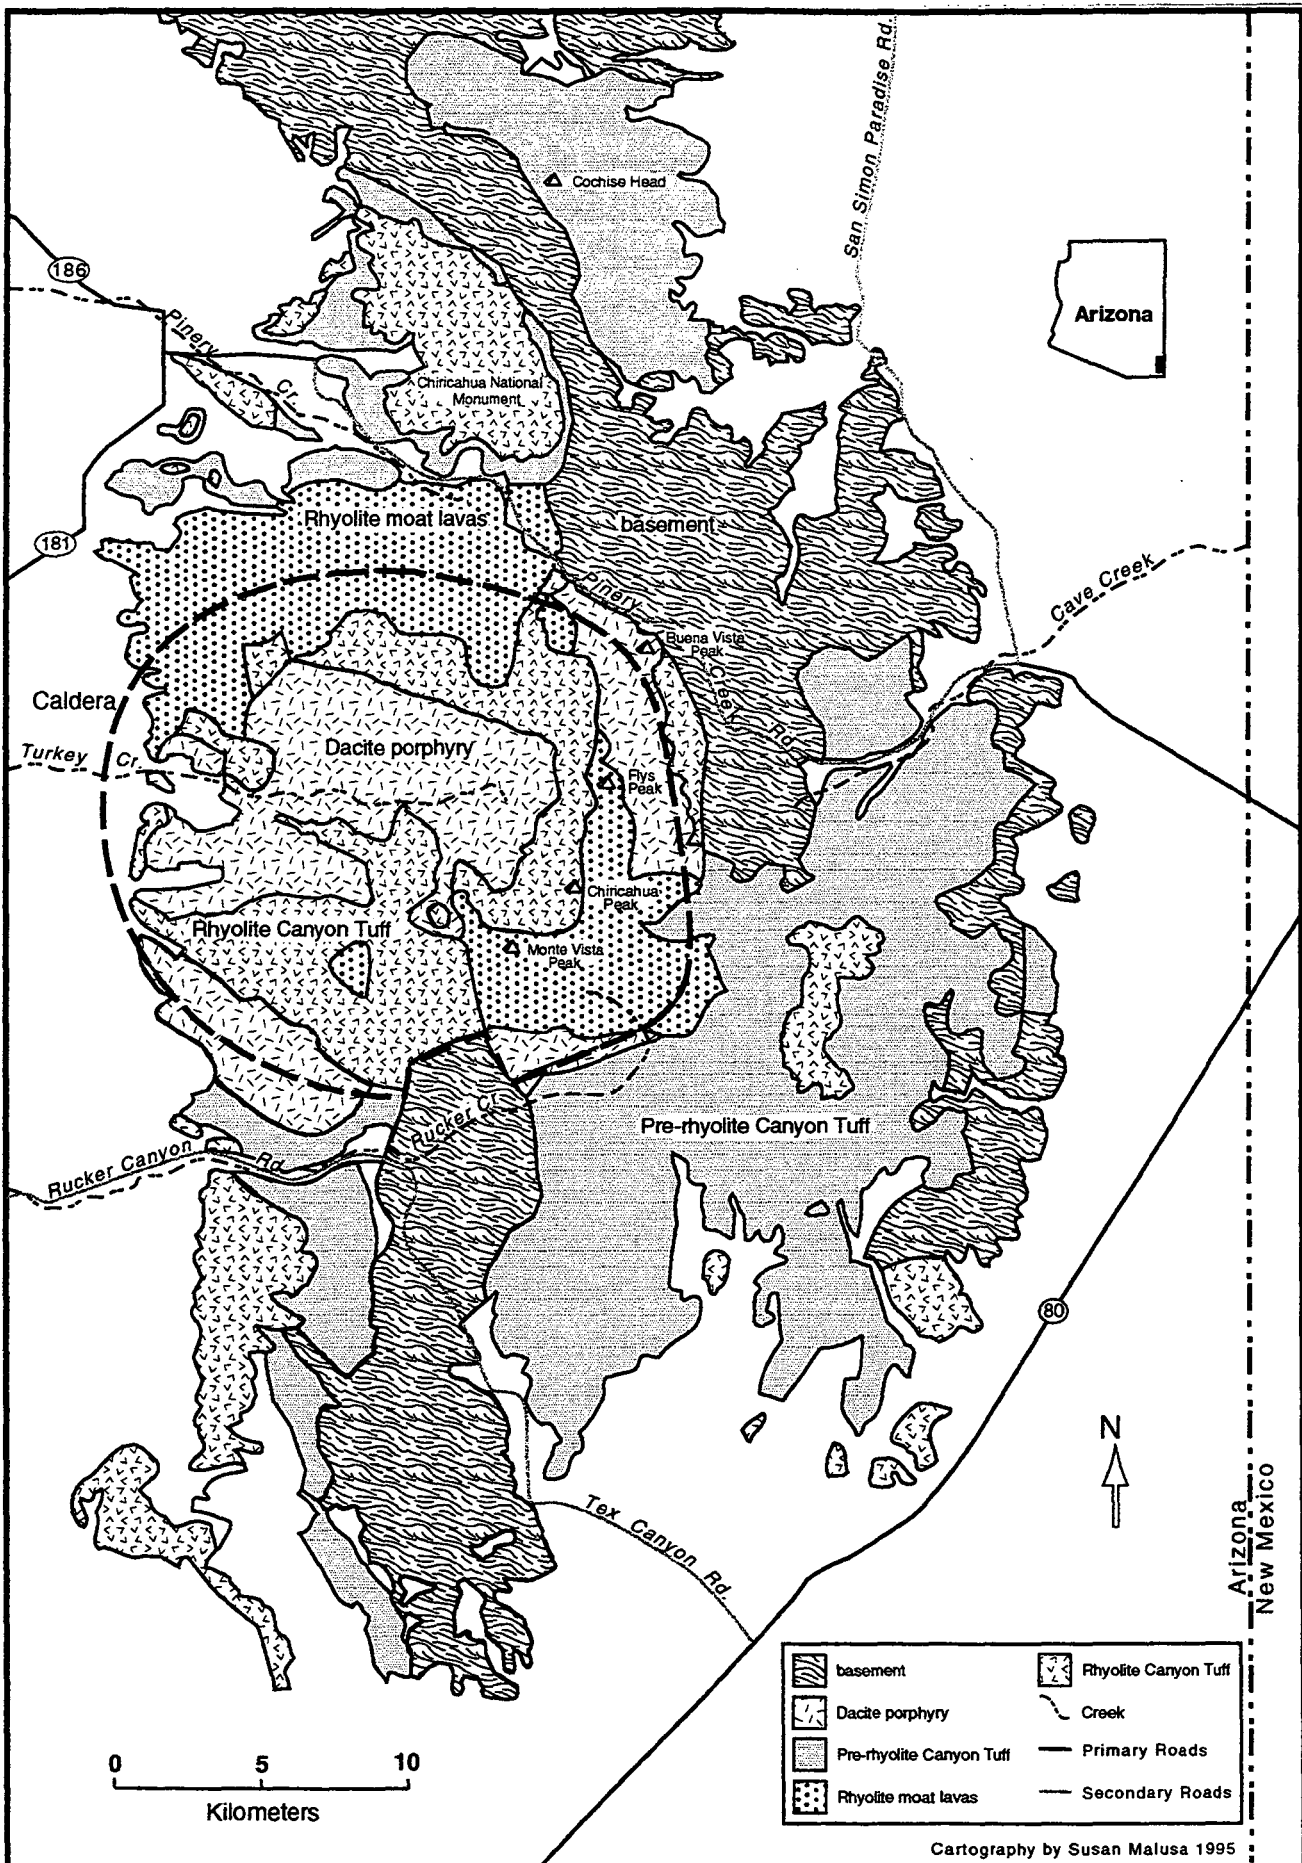 San Simon Paradise Rd.
Cochise Head
186
Arizona
Pinery
Cr.
Chiricahua National
Monument
Rhyolite moat lavas
basement
181
Cave Creek
Pinery
Buena Vista
Peak
Creek
Rd.
Caldera
Turkey Cr.
Dacite porphyry
Flys
Peak
Chiricahua
Peak
Rhyolite Canyon Tuff
Monte Vista
Peak
Pre-rhyolite Canyon Tuff
Rucker Cr.
Rucker Canyon Rd.
80
N
Tex Canyon Rd.
Arizona
New Mexico
basement
Rhyolite Canyon Tuff
Dacite porphyry
Creek
Pre-rhyolite Canyon Tuff
Primary Roads
Rhyolite moat lavas
Secondary Roads
0 5 10
Kilometers
Cartography by Susan Malusa 1995